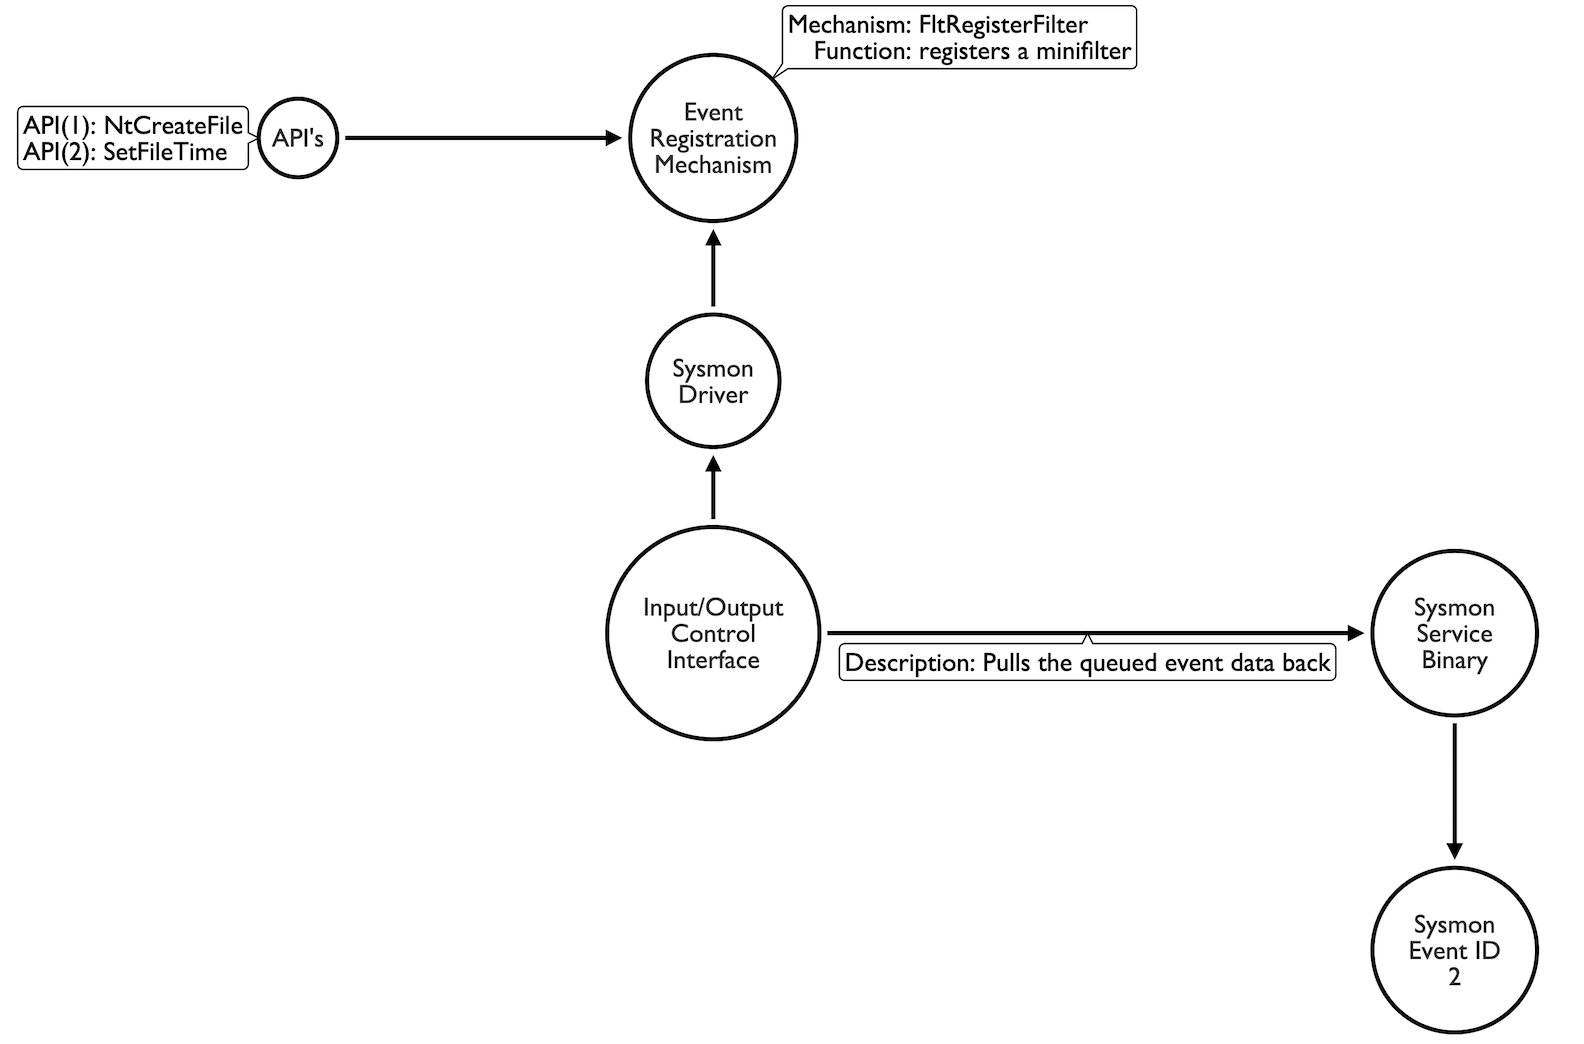 Mechanism: FltRegisterFilter
Function: registers a minifilter
API(1): NtCreateFile
API(2): SetFileTime
API's
Event
Registration
Mechanism
Sysmon
Driver
Input/Output
Control
Interface
Description: Pulls the queued event data back
Sysmon
Service
Binary
Sysmon
Event ID
2